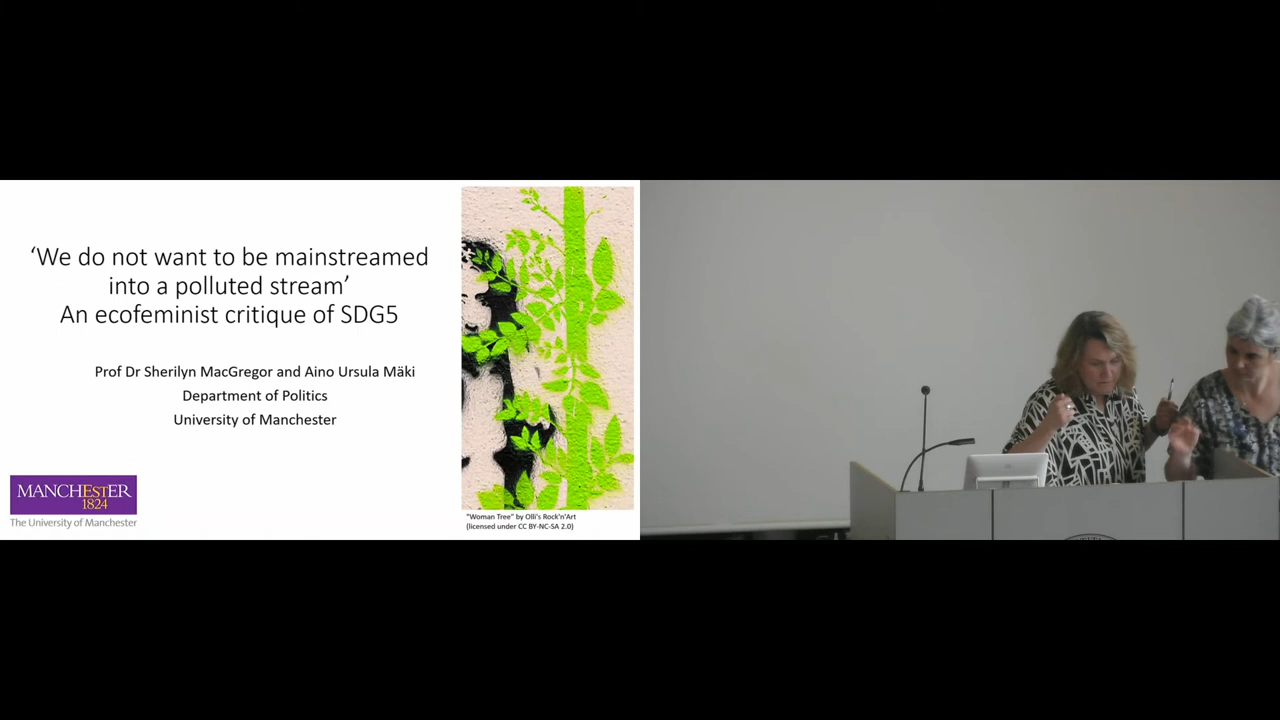 ‘We do not want to be mainstreamed
into a polluted stream’
An ecofeminist critique of SDG5
Prof Dr Sherilyn MacGregor and Aino Ursula Mäki
Department of Politics
University of Manchester
MANCHESTER
1824
The University of Manchester
"Woman Tree" by Olli's Rock'n'Art
(licensed under CC BY-NC-SA 2.0)